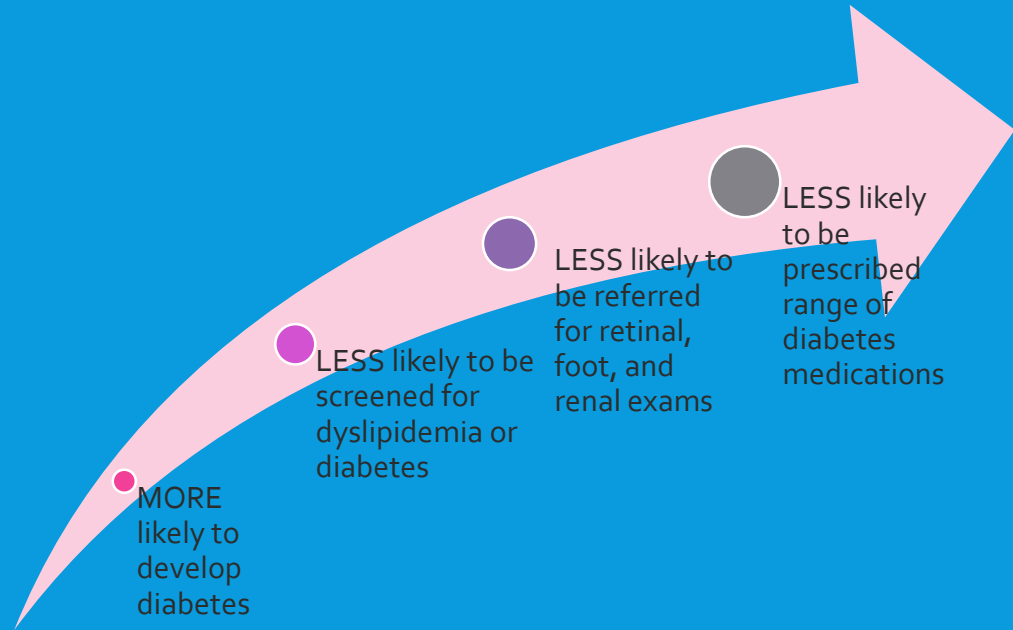 MORE
likely to
develop
diabetes
LESS likely to be
screened for
dyslipidemia or
diabetes
LESS likely to
be referred
for retinal,
foot, and
renal exams
LESS likely
to be
prescribed
range of
diabetes
medications